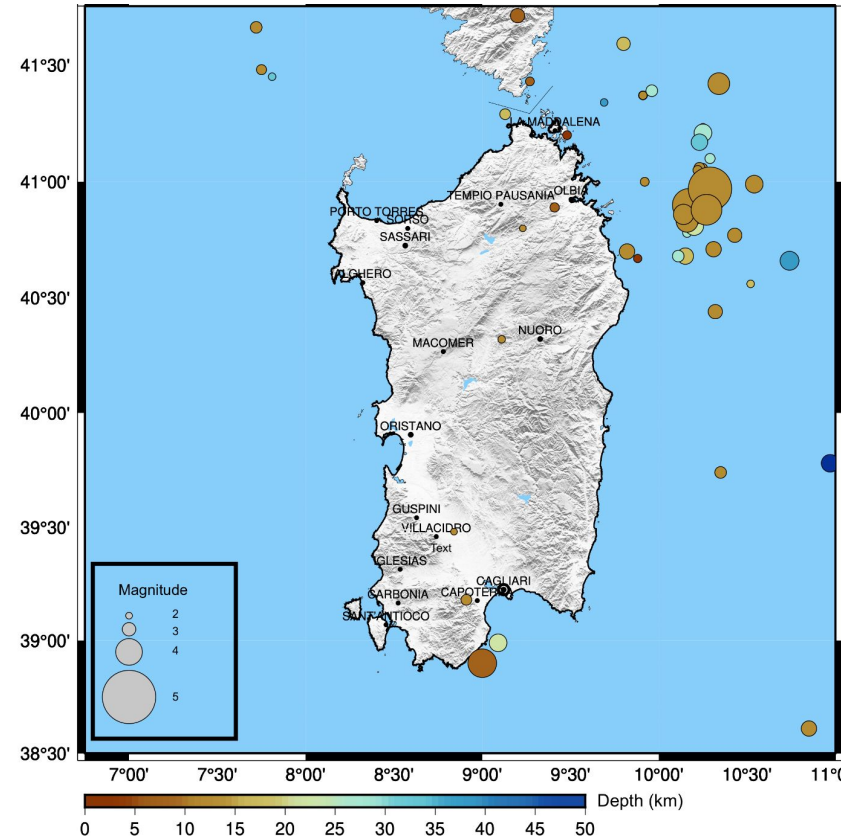 41°30'
LA MADDALENA
41°00'
TEMPIO PAUSANIA
OLBIA
PORTO TORRES
SORSO
SASSARI
ALGHERO
40°30'
MACOMER
NUORO
40°00'
ORISTANO
39°30'
GUSPINI
VILLACIDRO
Text
IGLESIAS
CAGLIARI
CARBONIA
CAPOTERRA
SANT'ANTIOCO
39°00'
Magnitude
2
3
4
5
38°30'
7°00' 7°30' 8°00' 8°30' 9°00' 9°30' 10°00' 10°30' 11°0
0 5 10 15 20 25 30 35 40 45 50 Depth (km)